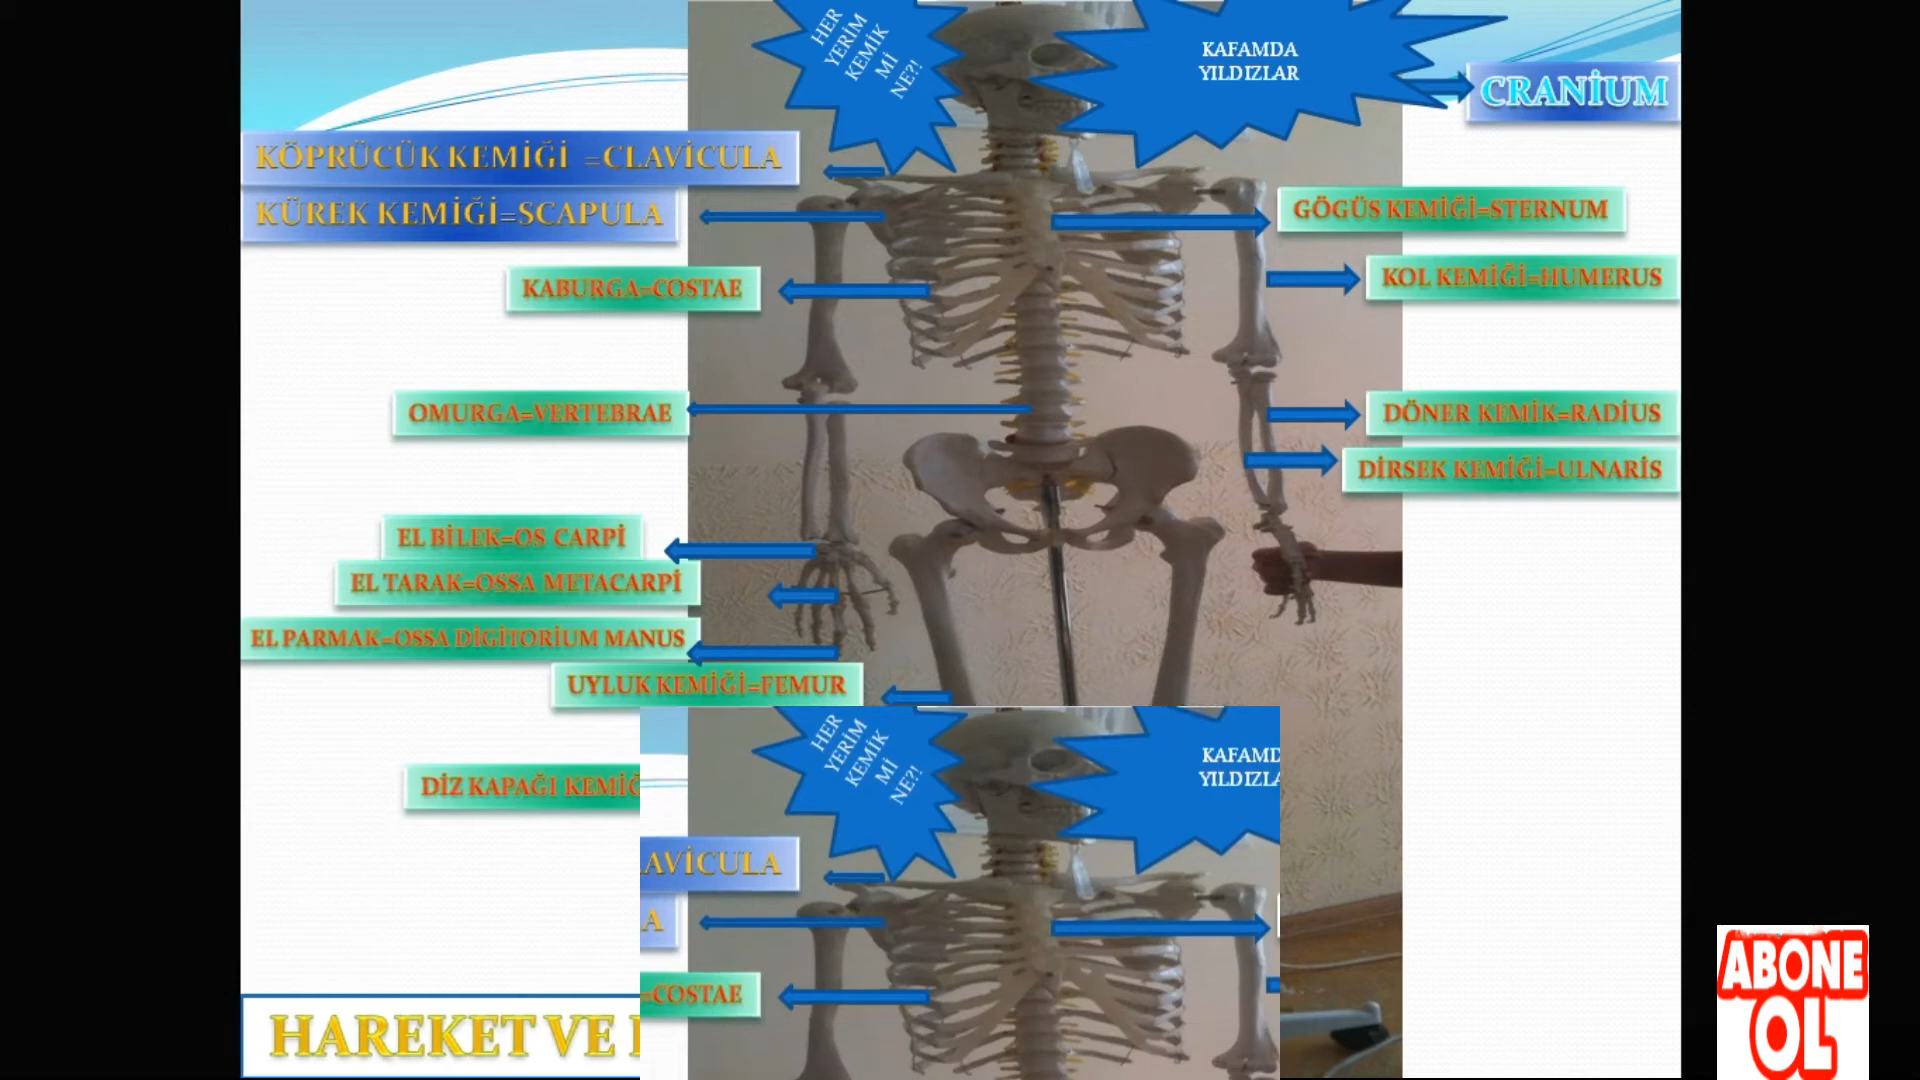 HER
YERİM
KEMİK
Mİ
NE?!
KAFAMDA
YILDIZLAR
CRANİUM
KÖPRÜCÜK KEMİĞİ =CLAVİCULA
KÜREK KEMİĞİ=SCAPULA
GÖGÜS KEMİĞİ=STERNUM
KABURGA=COSTAE
KOL KEMİĞİ=HUMERUS
OMURGA=VERTEBRAE
DÖNER KEMİK=RADİUS
DİRSEK KEMİĞİ=ULNARİS
EL BİLEK=OS CARPİ
EL TARAK=OSSA METACARPİ
EL PARMAK=OSSA DİGİTORİUM MANUS
UYLUK KEMİĞİ=FEMUR
HER
YERİM
KEMİK
Mİ
NE?!
KAFAMD
YILDIZLA
DİZ KAPAĞI KEMİĞ
AVİCULA
A
=COSTAE
HAREKET VE
ABONE
OL